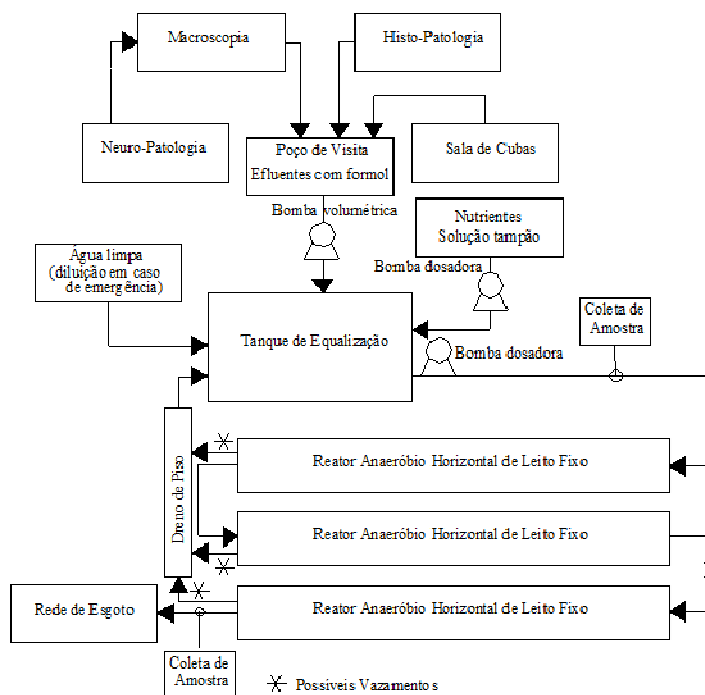 Macroscopia
Histo-Patologia
Neuro-Patologia
Poço de Visita
Efluentes com formol
Sala de Cubas
Bomba volumétrica
Nutrientes
Solução tampão
Água limpa
(diluição em caso
de emergência)
Bomba dosadora
Coleta de
Amostra
Tanque de Equalização
Bomba dosadora
Dreno de Piso
Reator Anaeróbio Horizontal de Leito Fixo
Reator Anaeróbio Horizontal de Leito Fixo
Reator Anaeróbio Horizontal de Leito Fixo
Rede de Esgoto
Coleta de
Amostra
Possíveis Vazamentos